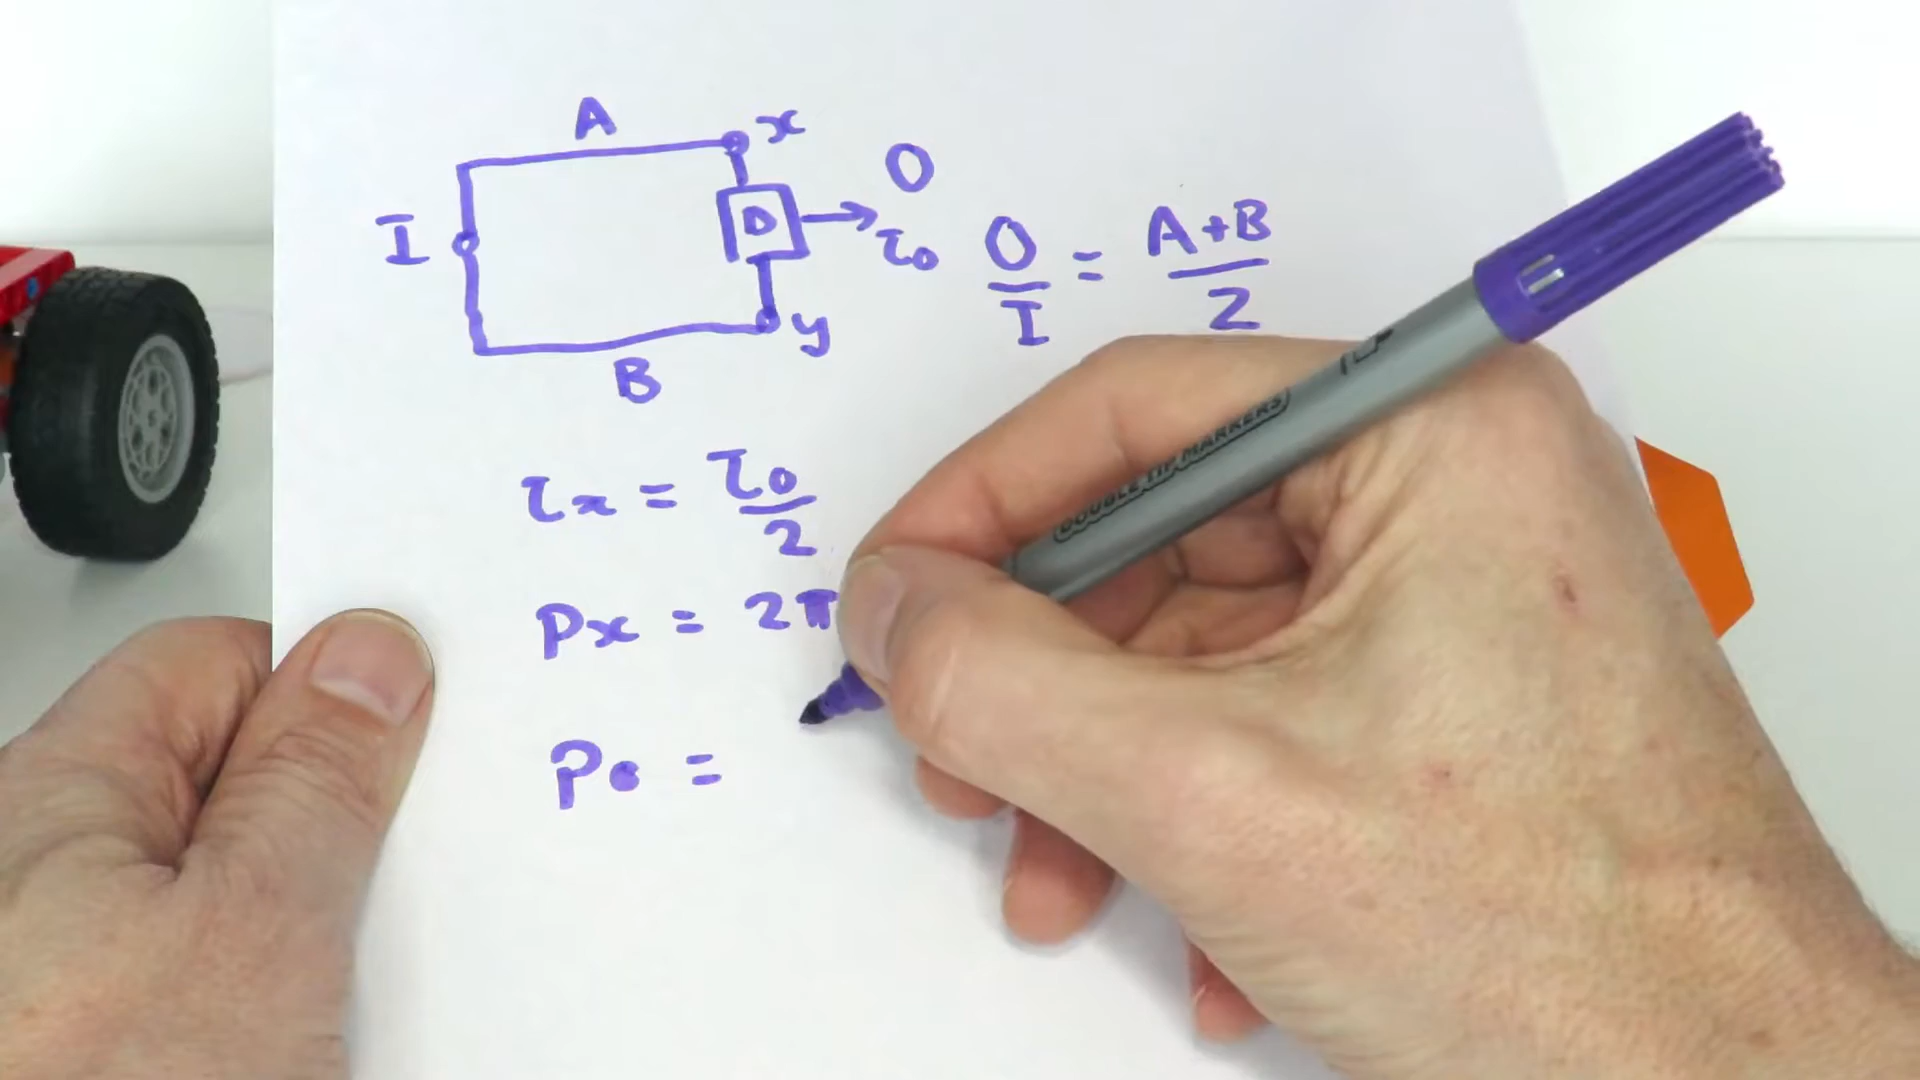 A
x
I
D
O
τo
y
B
O/I = (A+B)/2
τx = τo/2
Px = 2π
Po =
DOUBLE TIP MARKERS